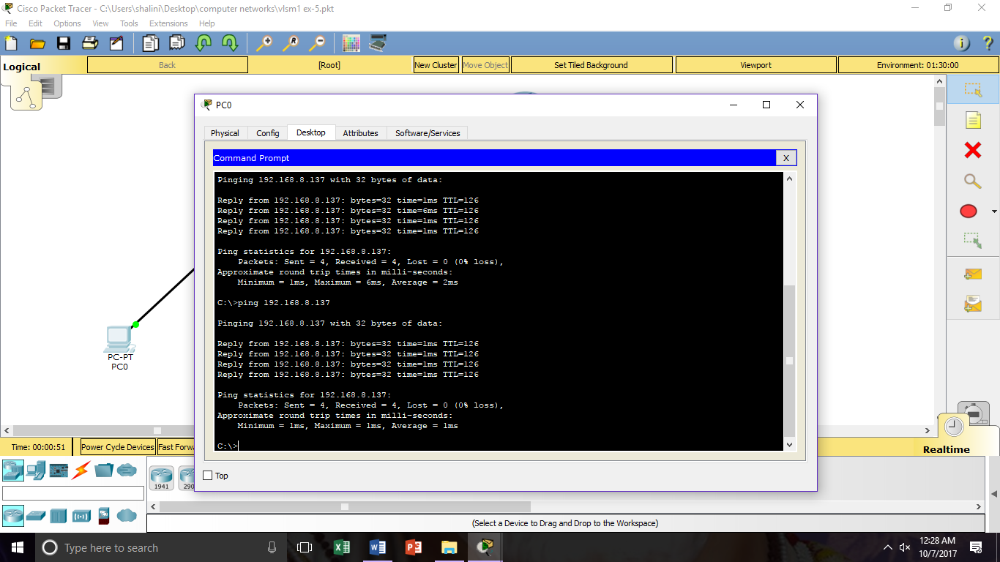 Cisco Packet Tracer - C:\Users\shalini\Desktop\computer networks\vlsm1 ex-5.pkt
File Edit Options View Tools Extensions Help
Logical Back [Root] New Cluster Move Object Set Tiled Background Viewport Environment: 01:30:00
PC0
Physical Config Desktop Attributes Software/Services
Command Prompt X
Pinging 192.168.8.137 with 32 bytes of data:
Reply from 192.168.8.137: bytes=32 time=1ms TTL=126
Reply from 192.168.8.137: bytes=32 time=6ms TTL=126
Reply from 192.168.8.137: bytes=32 time=1ms TTL=126
Reply from 192.168.8.137: bytes=32 time=1ms TTL=126
Ping statistics for 192.168.8.137:
Packets: Sent = 4, Received = 4, Lost = 0 (0% loss),
Approximate round trip times in milli-seconds:
Minimum = 1ms, Maximum = 6ms, Average = 2ms
C:\>ping 192.168.8.137
Pinging 192.168.8.137 with 32 bytes of data:
Reply from 192.168.8.137: bytes=32 time=1ms TTL=126
Reply from 192.168.8.137: bytes=32 time=1ms TTL=126
Reply from 192.168.8.137: bytes=32 time=1ms TTL=126
Reply from 192.168.8.137: bytes=32 time=1ms TTL=126
Ping statistics for 192.168.8.137:
Packets: Sent = 4, Received = 4, Lost = 0 (0% loss),
Approximate round trip times in milli-seconds:
Minimum = 1ms, Maximum = 1ms, Average = 1ms
C:\>
Top
PC-PT
PC0
Time: 00:00:51 Power Cycle Devices Fast Forwa
Realtime
1941 290
(Select a Device to Drag and Drop to the Workspace)
Type here to search
12:28 AM
10/7/2017